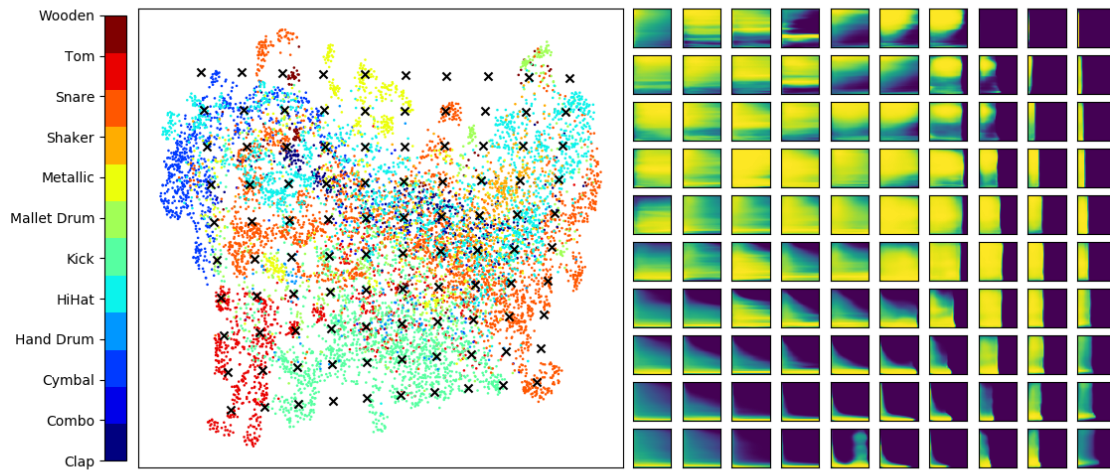 Wooden
Tom
Snare
Shaker
Metallic
Mallet Drum
Kick
HiHat
Hand Drum
Cymbal
Combo
Clap